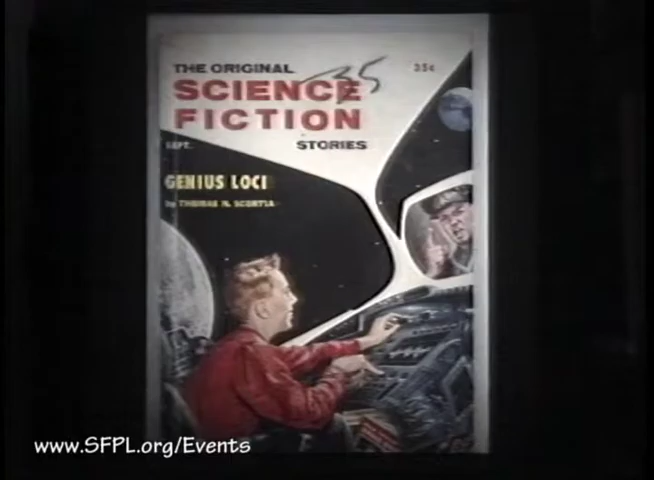 THE ORIGINAL
35¢
35
SCIENCE
FICTION
SEPT.
STORIES
GENIUS LOCI
by THOMAS N. SCORTIA
www.SFPL.org/Events